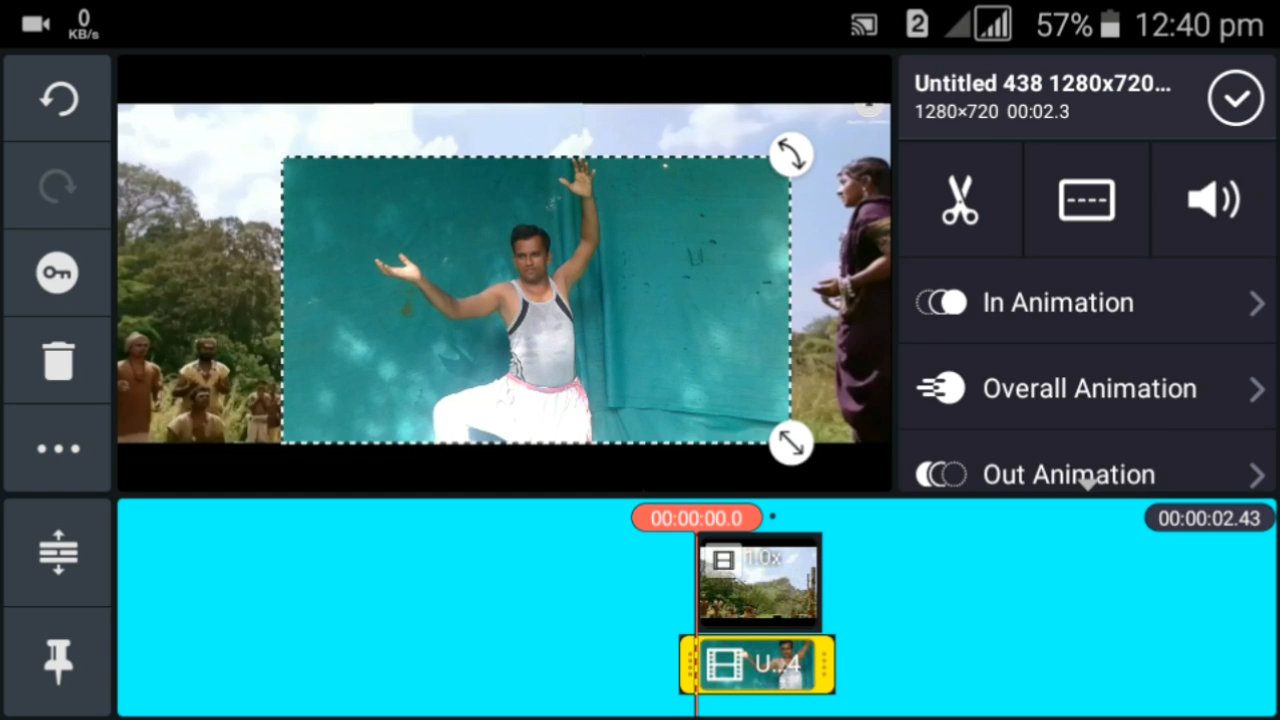 0
KB/s
2
57%
12:40 pm
Untitled 438 1280x720...
1280×720 00:02.3
In Animation
Overall Animation
Out Animation
00:00:00.0
00:00:02.43
1.0x
U...4